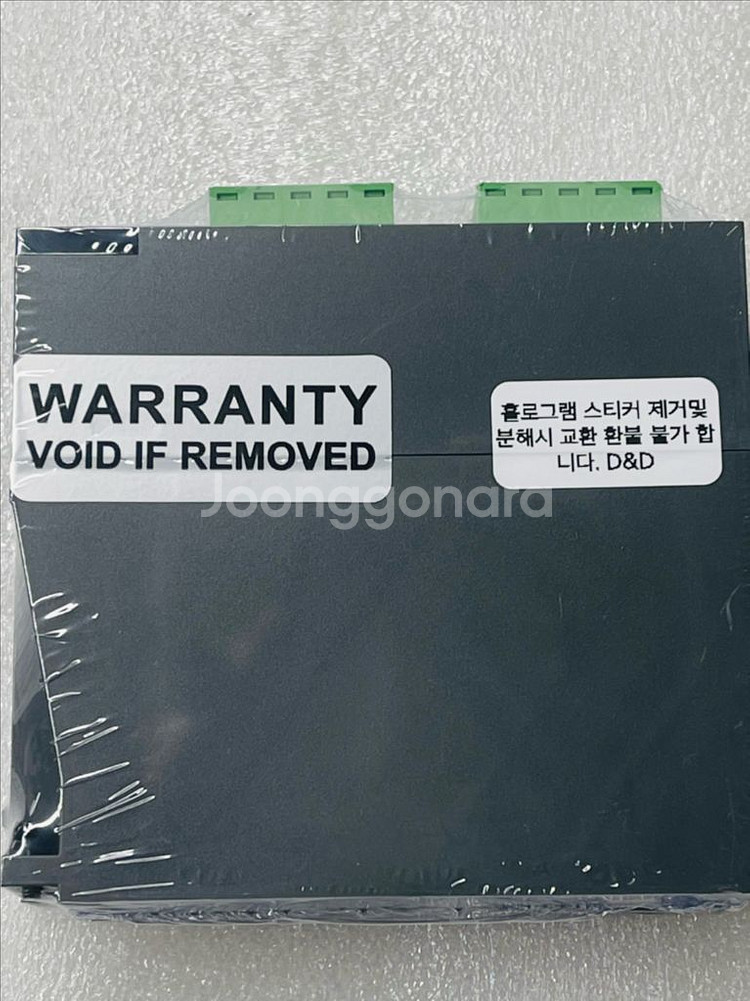 WARRANTY
VOID IF REMOVED
홀로그램 스티커 제거및
분해시 교환 환불 불가 합
니다. D&D
Joonggonara